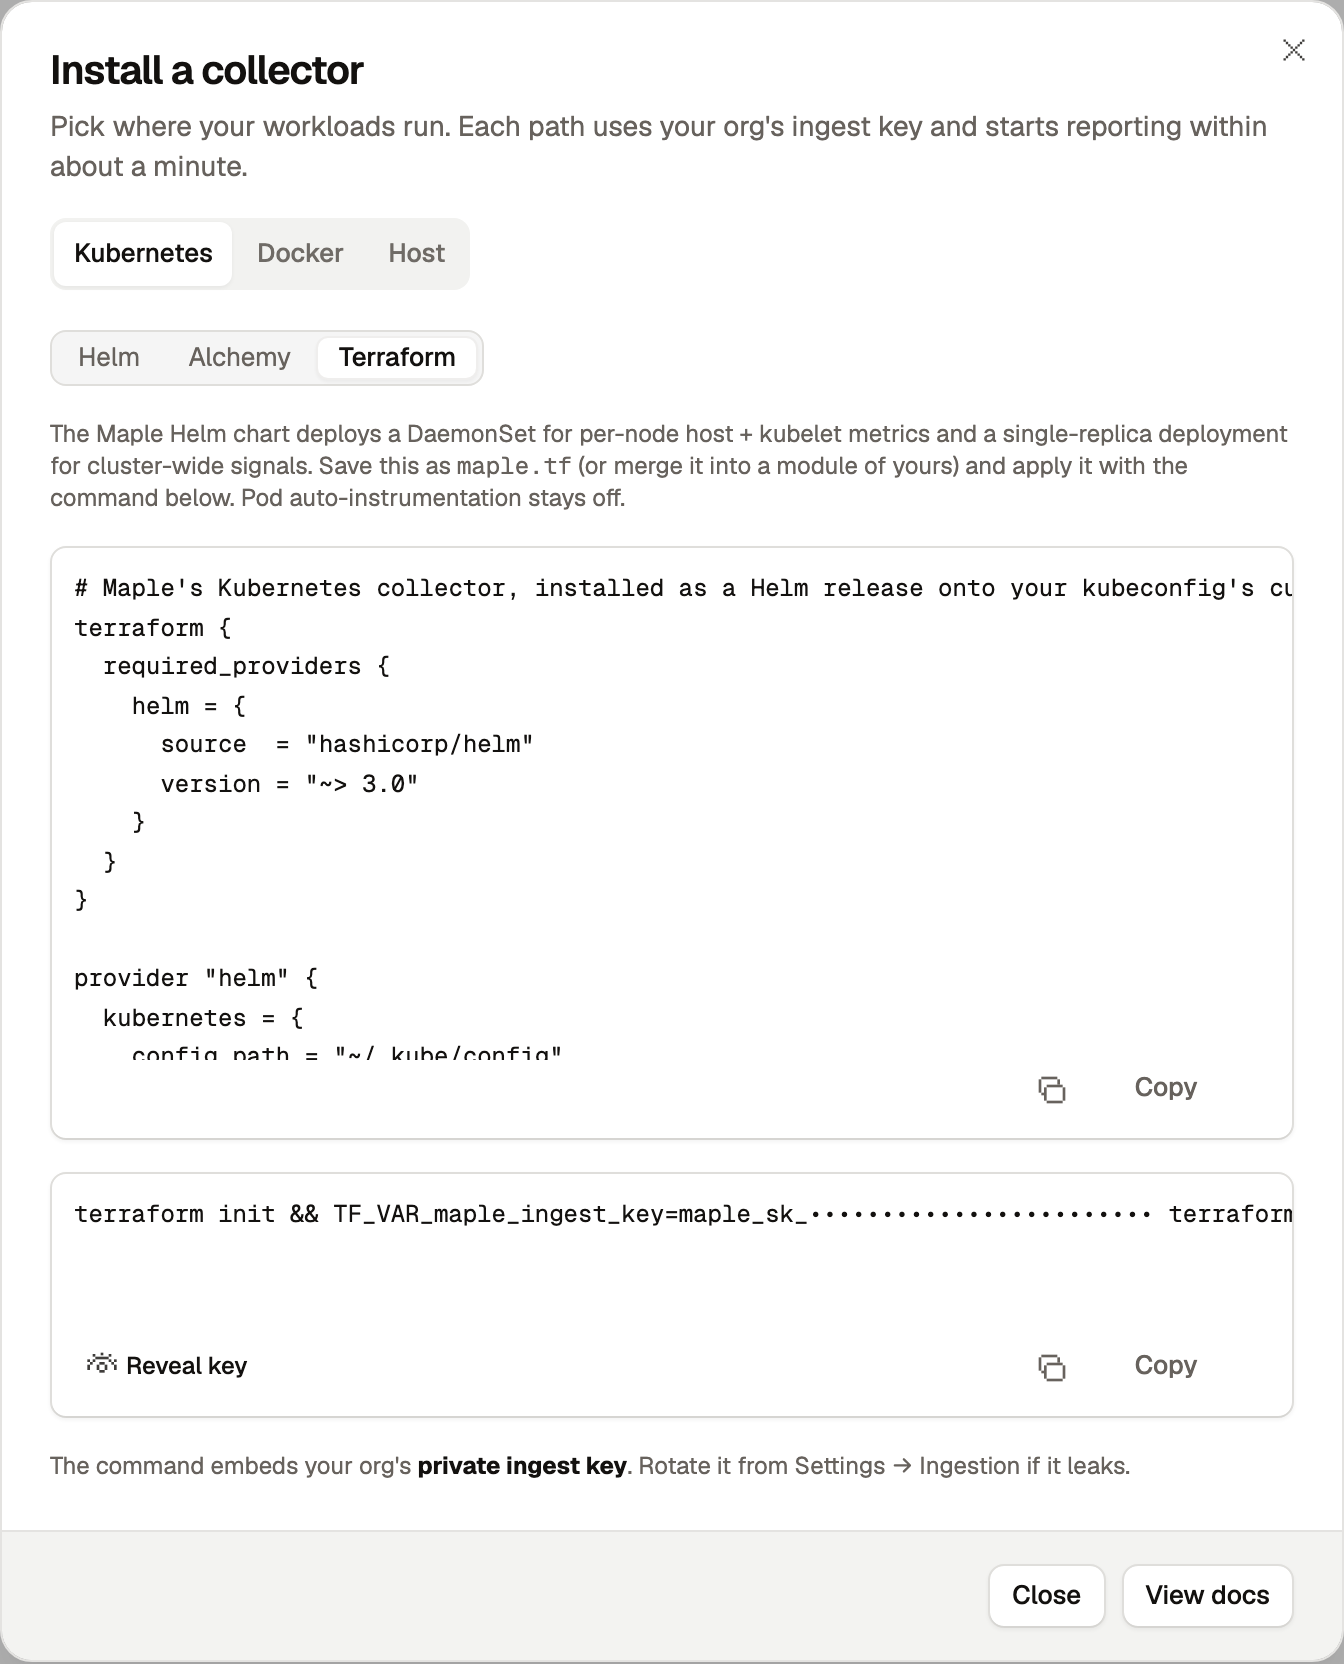 Install a collector
Pick where your workloads run. Each path uses your org's ingest key and starts reporting within
about a minute.
Kubernetes Docker Host
Helm Alchemy Terraform
The Maple Helm chart deploys a DaemonSet for per-node host + kubelet metrics and a single-replica deployment
for cluster-wide signals. Save this as maple.tf (or merge it into a module of yours) and apply it with the
command below. Pod auto-instrumentation stays off.
# Maple's Kubernetes collector, installed as a Helm release onto your kubeconfig's
terraform {
  required_providers {
    helm = {
      source  = "hashicorp/helm"
      version = "~> 3.0"
    }
  }
}
provider "helm" {
  kubernetes = {
    config_path = "~/.kube/config"
Copy
terraform init && TF_VAR_maple_ingest_key=maple_sk_•••••••••••••••••••••••• terraform
Reveal key
Copy
The command embeds your org's private ingest key. Rotate it from Settings → Ingestion if it leaks.
Close View docs